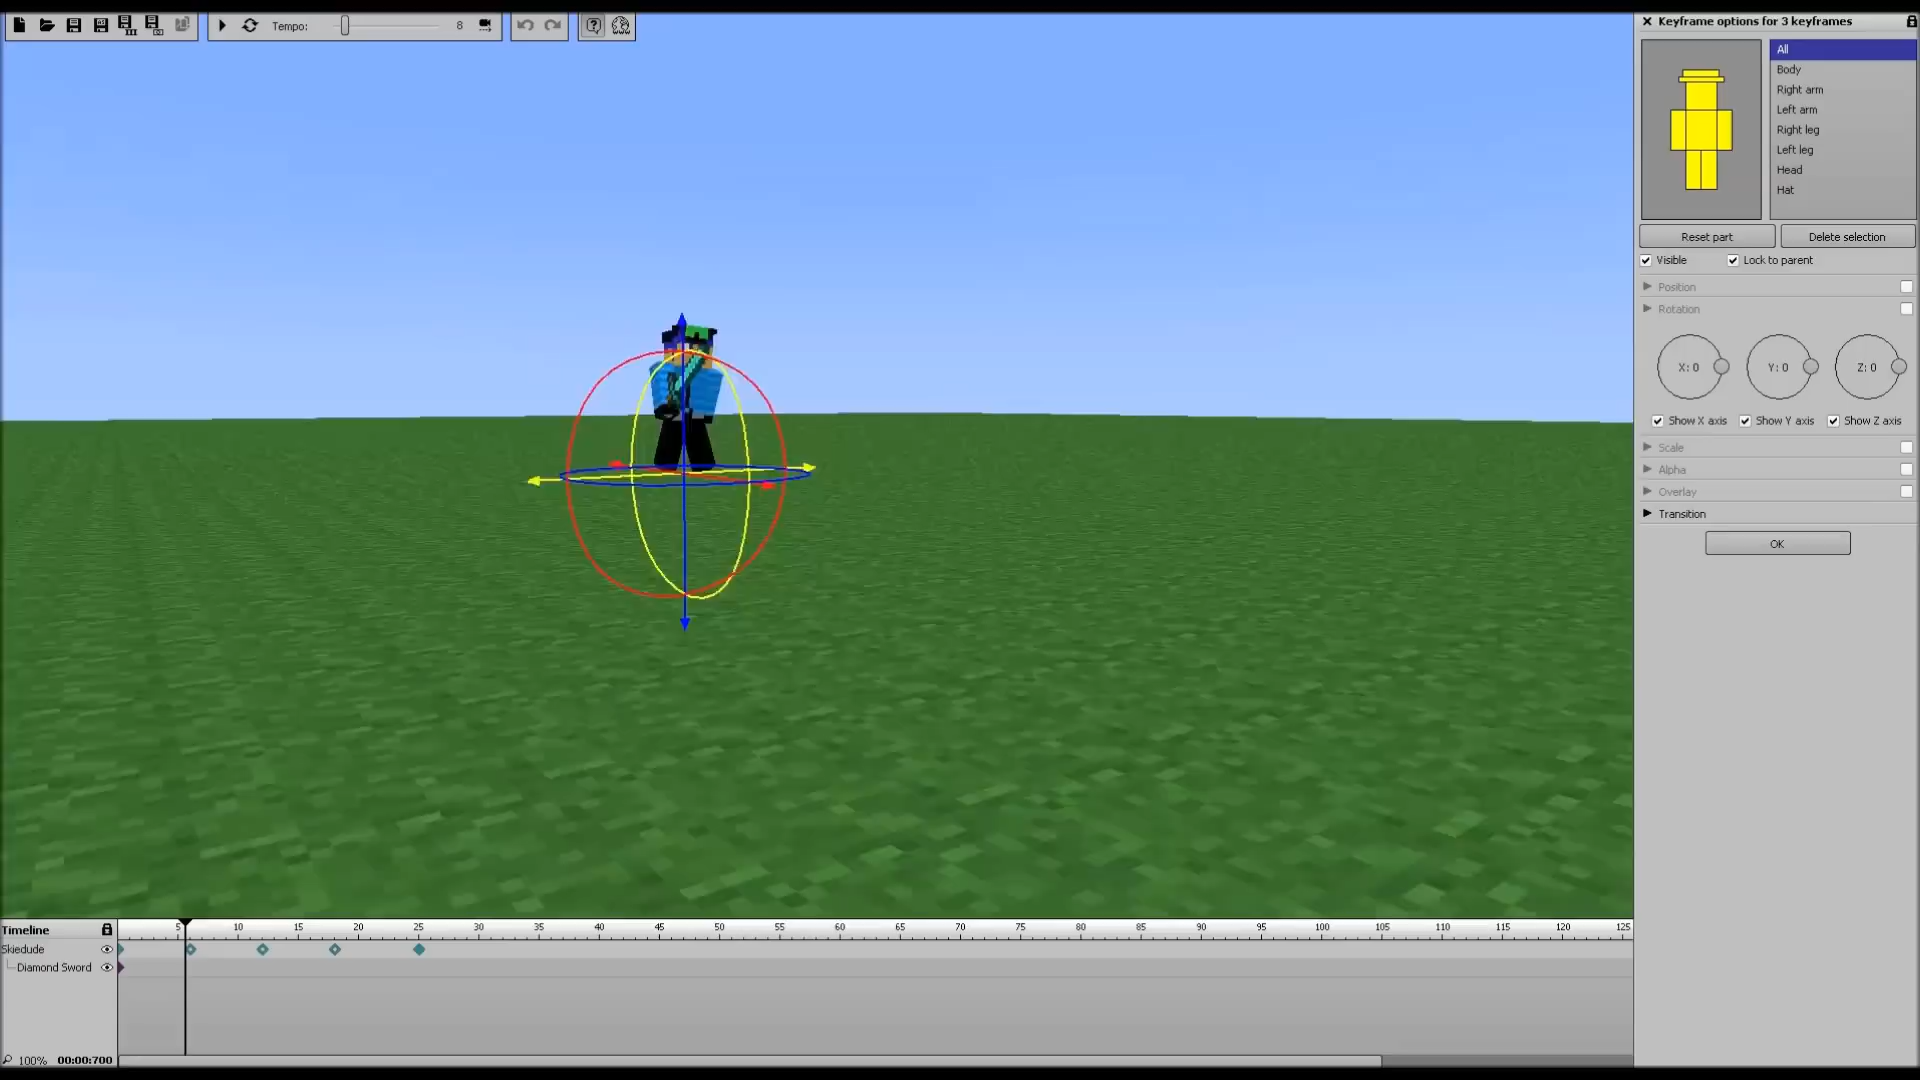 Tempo: 8
Keyframe options for 3 keyframes
All
Body
Right arm
Left arm
Right leg
Left leg
Head
Hat
Reset part Delete selection
Visible Lock to parent
Position
Rotation
X: 0 Y: 0 Z: 0
Show X axis Show Y axis Show Z axis
Scale
Alpha
Overlay
Transition
OK
Timeline 5 10 15 20 25 30 35 40 45 50 55 60 65 70 75 80 85 90 95 100 105 110 115 120 125
Skiedude
Diamond Sword
100% 00:00:700